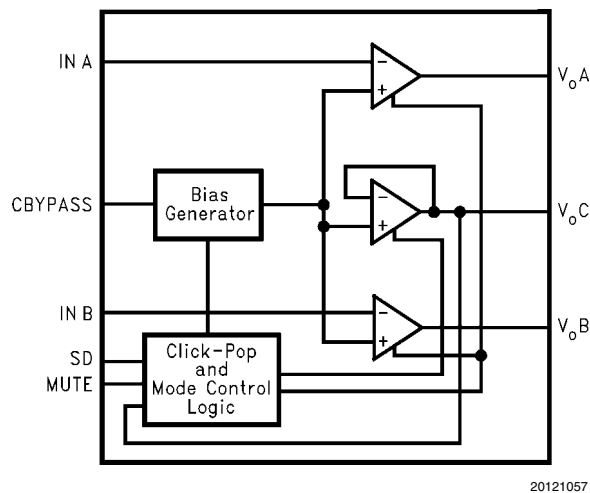 IN A
−
+
VoA
CBYPASS
Bias
Generator
−
+
VoC
IN B
−
+
VoB
SD
MUTE
Click-Pop
and
Mode Control
Logic
20121057